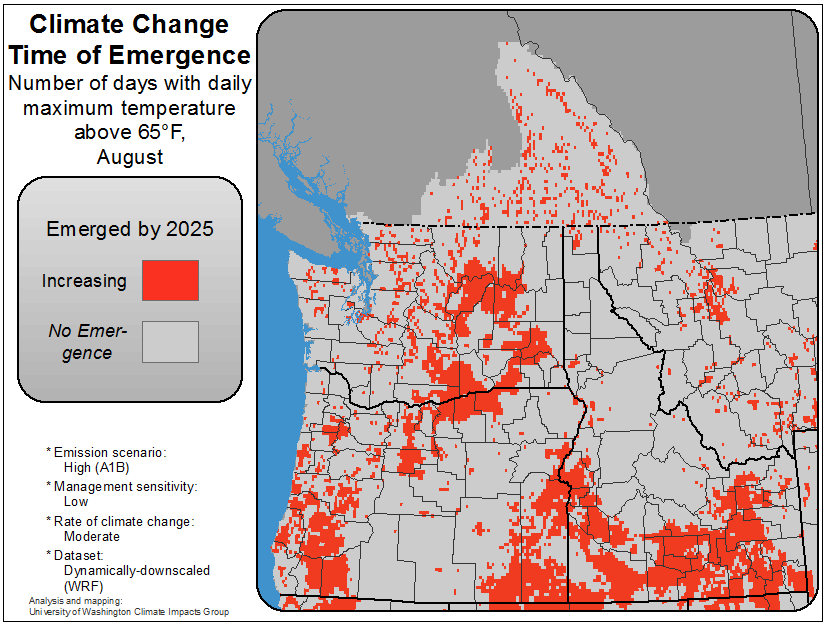 Climate Change
Time of Emergence
Number of days with daily
maximum temperature
above 65°F,
August
Emerged by 2025
Increasing
No Emer-
gence
* Emission scenario:
High (A1B)
* Management sensitivity:
Low
* Rate of climate change:
Moderate
* Dataset:
Dynamically-downscaled
(WRF)
Analysis and mapping:
University of Washington Climate Impacts Group